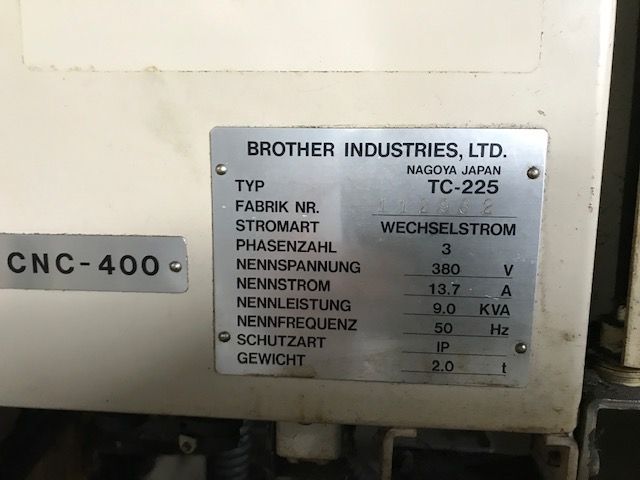 BROTHER INDUSTRIES, LTD.
NAGOYA JAPAN
TYP TC-225
FABRIK NR.
STROMART WECHSELSTROM
PHASENZAHL 3
NENNSPANNUNG 380 V
NENNSTROM 13.7 A
NENNLEISTUNG 9.0 KVA
NENNFREQUENZ 50 Hz
SCHUTZART IP
GEWICHT 2.0 t
CNC-400